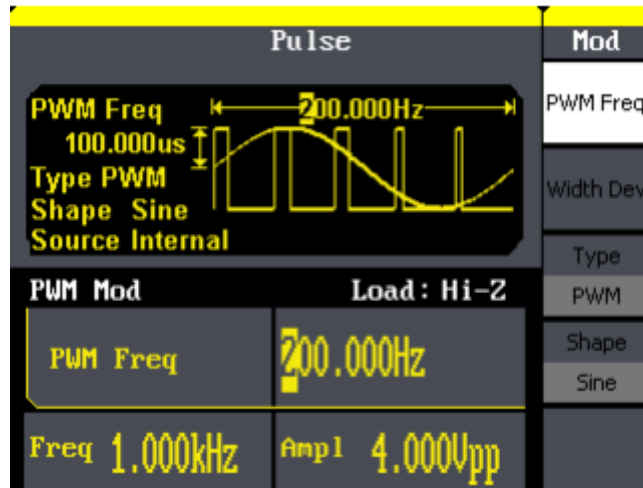 Pulse
Mod
PWM Freq
200.000Hz
100.000us
Type PWM
Shape Sine
Source Internal
PWM Freq
Width Dev
Type
PWM
Shape
Sine
PWM Mod
Load: Hi-Z
PWM Freq
200.000Hz
Freq 1.000kHz
Ampl 4.000Vpp